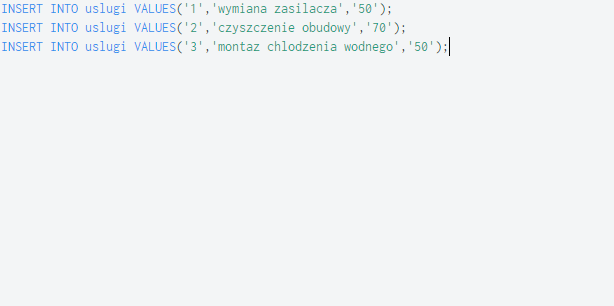 INSERT INTO uslugi VALUES('1','wymiana zasilacza','50');
INSERT INTO uslugi VALUES('2','czyszczenie obudowy','70');
INSERT INTO uslugi VALUES('3','montaz chlodzenia wodnego','50');